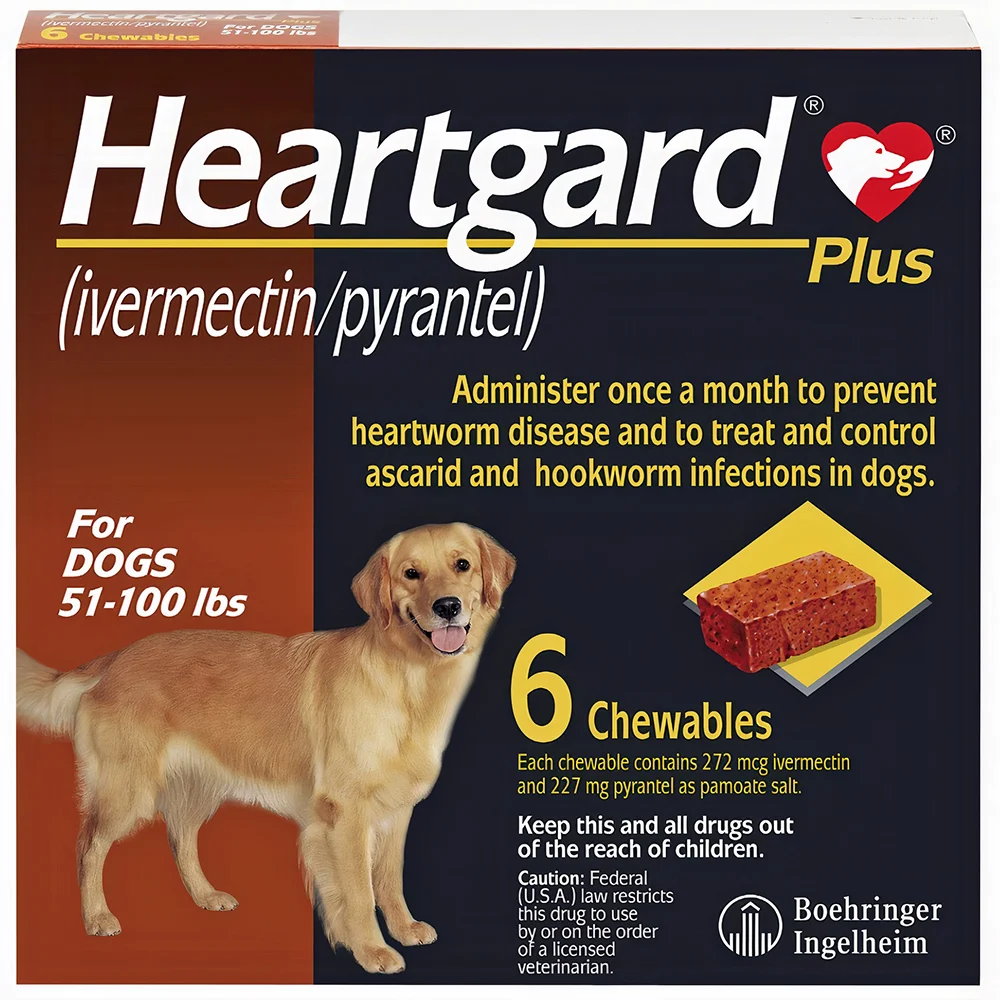 (ivermectin/pyrantel) Plus
6 Chewables
For DOGS
51-100 lbs
Heartgard®
®
Plus
(ivermectin/pyrantel)
Administer once a month to prevent
heartworm disease and to treat and control
ascarid and hookworm infections in dogs.
For
DOGS
51-100 lbs
6 Chewables
Each chewable contains 272 mcg ivermectin
and 227 mg pyrantel as pamoate salt.
Keep this and all drugs out
of the reach of children.
Caution: Federal
(U.S.A.) law restricts
this drug to use
by or on the order
of a licensed
veterinarian.
Boehringer
Ingelheim